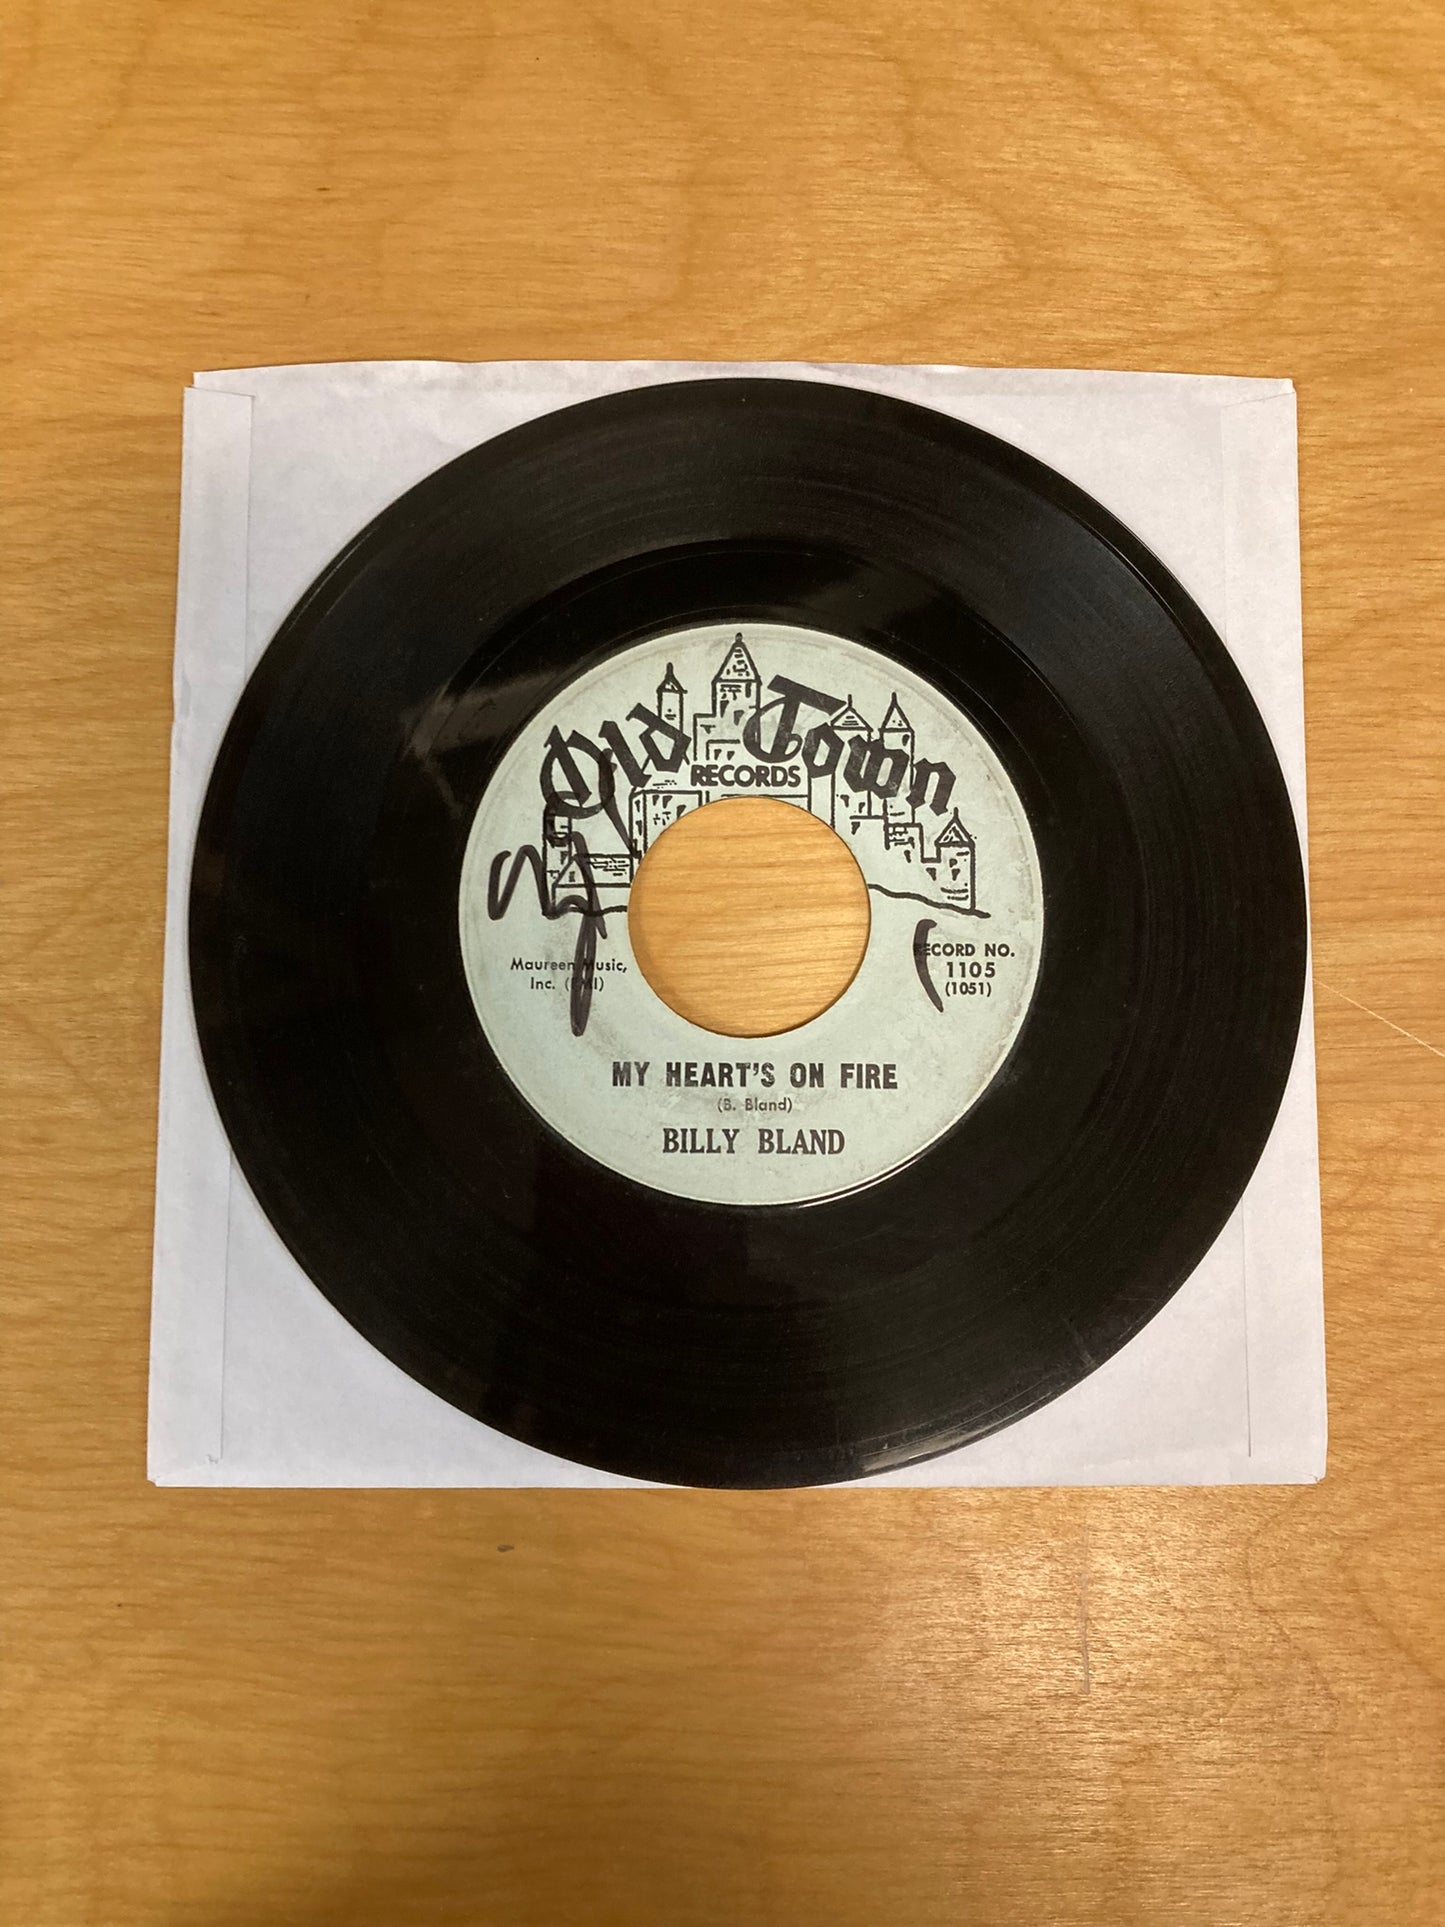 Old Town
RECORDS
Maureen Music,
Inc. (BMI)
RECORD NO.
1105
(1051)
MY HEART'S ON FIRE
(B. Bland)
BILLY BLAND